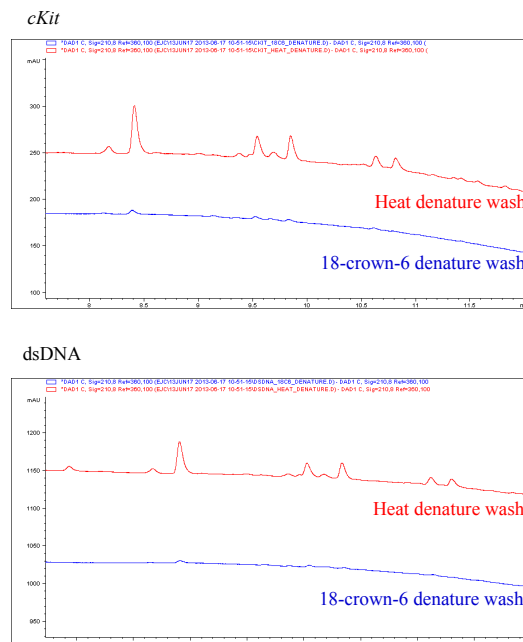 cKit
"DAD1 C, Sig=210,8 Ref=360,100 (EJC\13JUN17 2013-06-17 10-51-15\CKIT_18C6_DENATURE.D) - DAD1 C, Sig=210,8 Ref=360,100 (
"DAD1 C, Sig=210,8 Ref=360,100 (EJC\13JUN17 2013-06-17 10-51-15\CKIT_HEAT_DENATURE.D) - DAD1 C, Sig=210,8 Ref=360,100 (
mAU
300
250
200
Heat denature wash
150
18-crown-6 denature wash
100
8 8.5 9 9.5 10 10.5 11 11.5
dsDNA
"DAD1 C, Sig=210,8 Ref=360,100 (EJC\13JUN17 2013-06-17 10-51-15\DSDNA_18C6_DENATURE.D) - DAD1 C, Sig=210,8 Ref=360,100
"DAD1 C, Sig=210,8 Ref=360,100 (EJC\13JUN17 2013-06-17 10-51-15\DSDNA_HEAT_DENATURE.D) - DAD1 C, Sig=210,8 Ref=360,100
mAU
1200
1150
1100
Heat denature wash
1050
1000
18-crown-6 denature wash
950